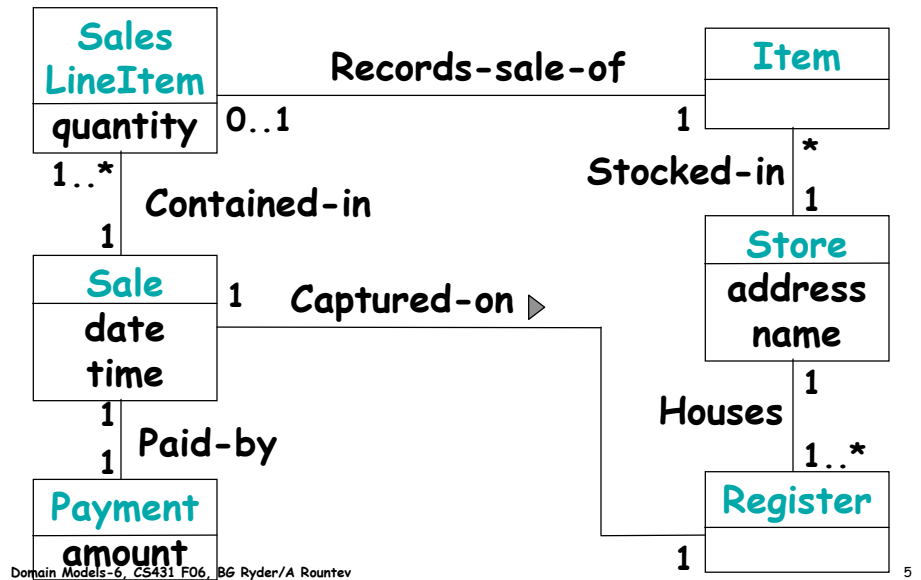 Sales
LineItem
quantity
Records-sale-of
Item
0..1
1
1..*
Contained-in
1
Stocked-in
*
1
Store
address
name
Sale
date
time
1
Captured-on
1
Houses
1..*
1
Paid-by
1
Payment
amount
Register
1
Domain Models-6, CS431 F06, BG Ryder/A Rountev
5